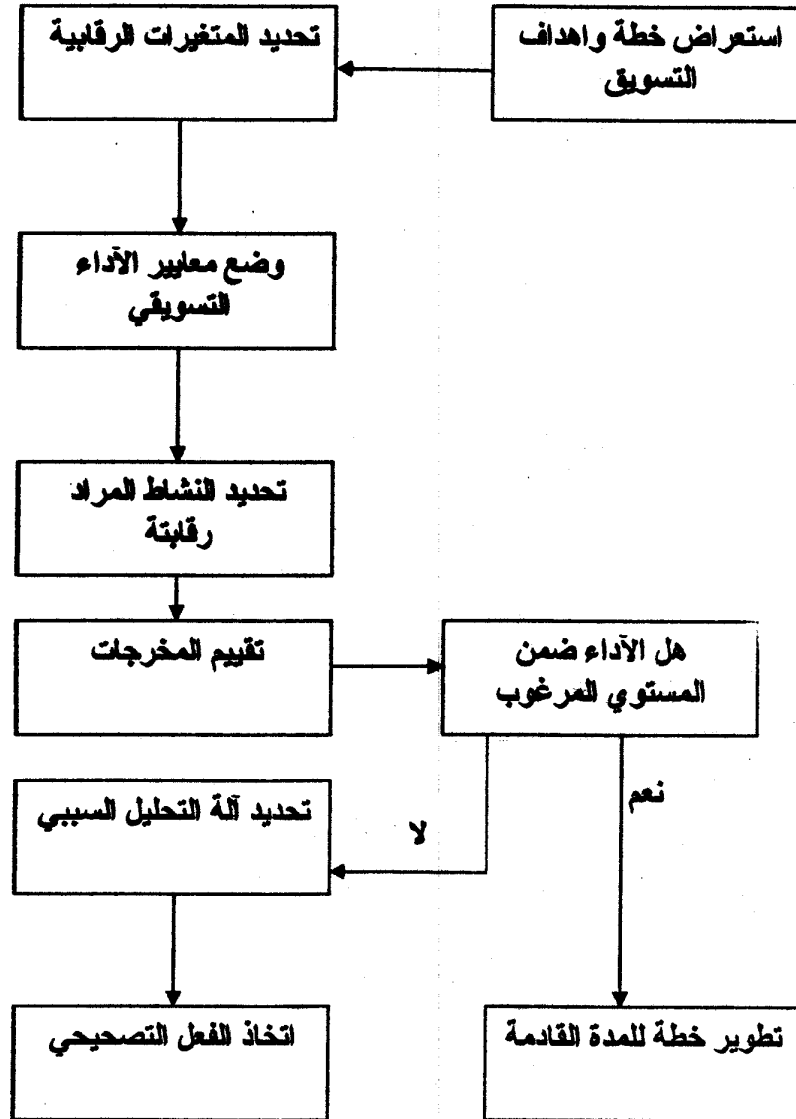 استعراض خطة واهداف
التسويق
تحديد المتغيرات الرقابية
وضع معايير الآداء
التسويقي
تحديد النشاط المراد
رقابتة
تقييم المخرجات
هل الآداء ضمن
المستوي المرغوب
نعم
لا
تحديد آلة التحليل السببي
اتخاذ الفعل التصحيحي
تطوير خطة للمدة القادمة